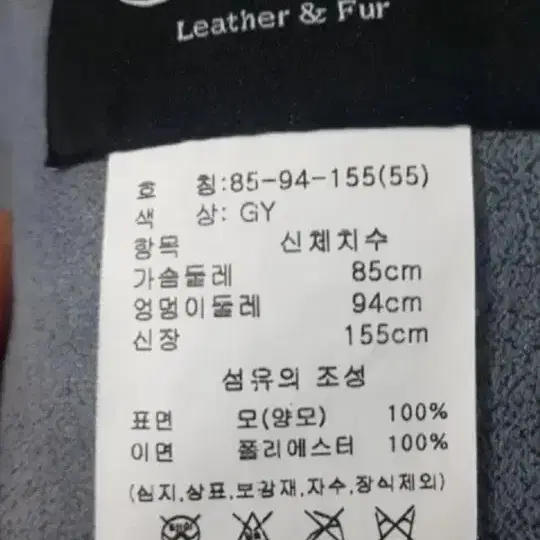 Leather & Fur
호 칭:85-94-155(55)
색 상: GY
항목 신체치수
가슴둘레 85cm
엉덩이둘레 94cm
신장 155cm
섬유의 조성
표면 모(양모) 100%
이면 폴리에스터 100%
(심지,상표,보강재,자수,장식제외)